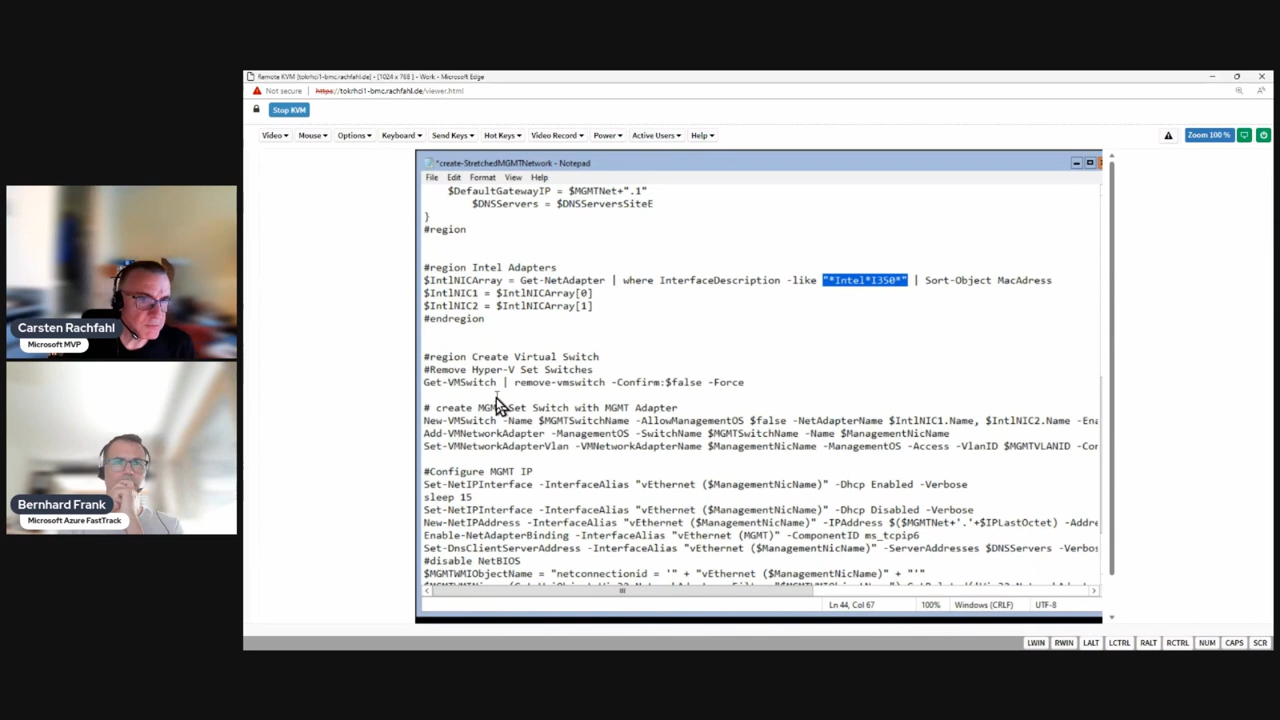 Remote KVM [tokrhci1-bmc.rachfahl.de] - [1024 x 768] - Work - Microsoft Edge
Not secure | https://tokrhci1-bmc.rachfahl.de/viewer.html
Stop KVM
Video Mouse Options Keyboard Send Keys Hot Keys Video Record Power Active Users Help Zoom 100 %
*create-StretchedMGMTNetwork - Notepad
File Edit Format View Help
$DefaultGatewayIP = $MGMTNet+".1"
$DNSServers = $DNSServersSiteE
}
#region
#region Intel Adapters
$IntlNICArray = Get-NetAdapter | where InterfaceDescription -like "*Intel*I350*" | Sort-Object MacAdress
$IntlNIC1 = $IntlNICArray[0]
$IntlNIC2 = $IntlNICArray[1]
#endregion
#region Create Virtual Switch
#Remove Hyper-V Set Switches
Get-VMSwitch | remove-vmswitch -Confirm:$false -Force
# create MGMT Set Switch with MGMT Adapter
New-VMSwitch -Name $MGMTSwitchName -AllowManagementOS $false -NetAdapterName $IntlNIC1.Name, $IntlNIC2.Name -Ena
Add-VMNetworkAdapter -ManagementOS -SwitchName $MGMTSwitchName -Name $ManagementNicName
Set-VMNetworkAdapterVlan -VMNetworkAdapterName $ManagementNicName -ManagementOS -Access -VlanID $MGMTVLANID -Cor
#Configure MGMT IP
Set-NetIPInterface -InterfaceAlias "vEthernet ($ManagementNicName)" -Dhcp Enabled -Verbose
sleep 15
Set-NetIPInterface -InterfaceAlias "vEthernet ($ManagementNicName)" -Dhcp Disabled -Verbose
New-NetIPAddress -InterfaceAlias "vEthernet ($ManagementNicName)" -IPAddress $($MGMTNet+'.'+$IPLastOctet) -Addre
Enable-NetAdapterBinding -InterfaceAlias "vEthernet (MGMT)" -ComponentID ms_tcpip6
Set-DnsClientServerAddress -InterfaceAlias "vEthernet ($ManagementNicName)" -ServerAddresses $DNSServers -Verbos
#disable NetBIOS
$MGMTWMIObjectName = "netconnectionid = '" + "vEthernet ($ManagementNicName)" + "'"
Ln 44, Col 67 100% Windows (CRLF) UTF-8
LWIN RWIN LALT LCTRL RALT RCTRL NUM CAPS SCR
Carsten Rachfahl
Microsoft MVP
Bernhard Frank
Microsoft Azure FastTrack